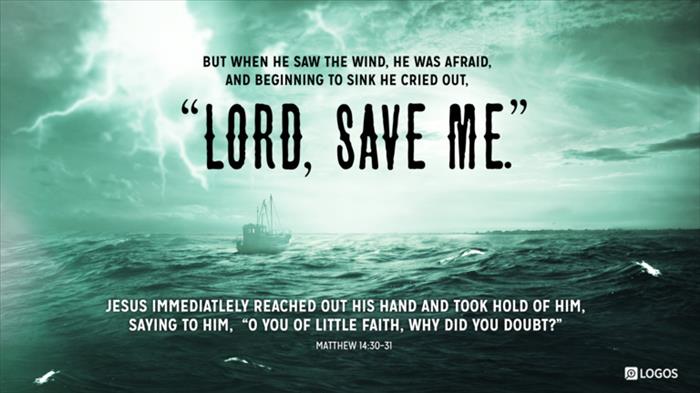 BUT WHEN HE SAW THE WIND, HE WAS AFRAID,
AND BEGINNING TO SINK HE CRIED OUT,
“LORD, SAVE ME.”
JESUS IMMEDIATLELY REACHED OUT HIS HAND AND TOOK HOLD OF HIM,
SAYING TO HIM,  “O YOU OF LITTLE FAITH, WHY DID YOU DOUBT?”
MATTHEW 14:30-31
LOGOS